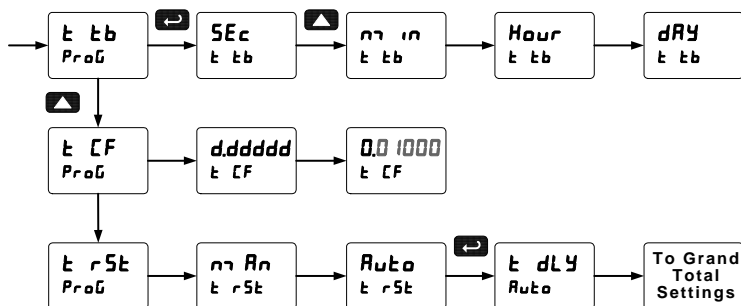 t tb
ProG
SEc
t tb
min
t tb
Hour
t tb
dAY
t tb
t CF
ProG
d.ddddd
t CF
0.01000
t CF
t rSt
ProG
mAn
t rSt
Auto
t rSt
t dLY
Auto
To Grand
Total
Settings